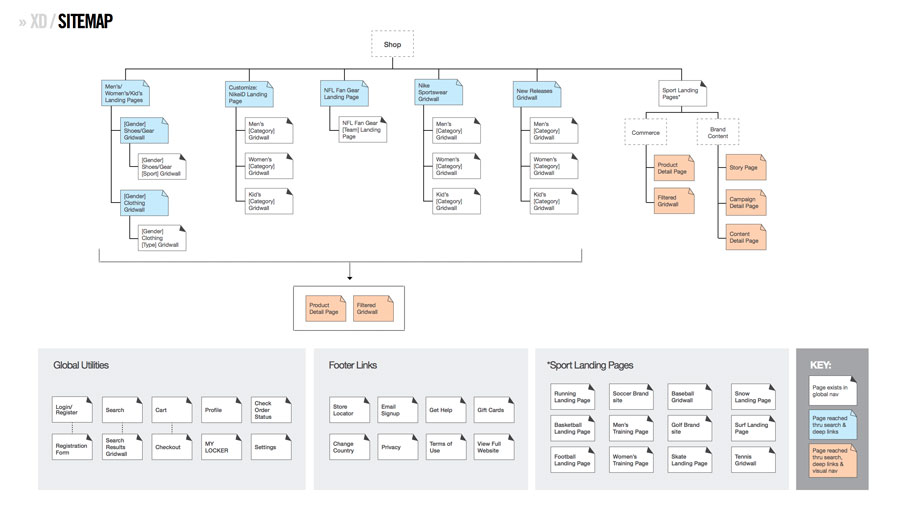 » XD / SITEMAP
Shop
Men's/
Women's/Kid's
Landing Pages
[Gender]
Shoes/Gear
Gridwall
[Gender]
Shoes/Gear
[Sport] Gridwall
[Gender]
Clothing
Gridwall
[Gender]
Clothing
[Type] Gridwall
Customize:
NikeiD Landing
Page
Men's
[Category]
Gridwall
Women's
[Category]
Gridwall
Kid's
[Category]
Gridwall
NFL Fan Gear
Landing Page
NFL Fan Gear
[Team] Landing
Page
Nike
Sportswear
Gridwall
Men's
[Category]
Gridwall
Women's
[Category]
Gridwall
Kid's
[Category]
Gridwall
New Releases
Gridwall
Men's
[Category]
Gridwall
Women's
[Category]
Gridwall
Kid's
[Category]
Gridwall
Sport Landing
Pages*
Commerce
Product
Detail Page
Filtered
Gridwall
Brand
Content
Story Page
Campaign
Detail Page
Content
Detail Page
Product
Detail Page
Filtered
Gridwall
Global Utilities
Login/
Register
Search
Cart
Profile
Check
Order
Status
Registration
Form
Search
Results
Gridwall
Checkout
MY
LOCKER
Settings
Footer Links
Store
Locator
Email
Signup
Get Help
Gift Cards
Change
Country
Privacy
Terms of
Use
View Full
Website
*Sport Landing Pages
Running
Landing Page
Soccer Brand
site
Baseball
Gridwall
Snow
Landing Page
Basketball
Landing Page
Men's
Training Page
Golf Brand
site
Surf Landing
Page
Football
Landing Page
Women's
Training Page
Skate
Landing Page
Tennis
Gridwall
KEY:
Page exists in
global nav
Page reached
thru search &
deep links
Page reached
thru search,
deep links &
visual nav